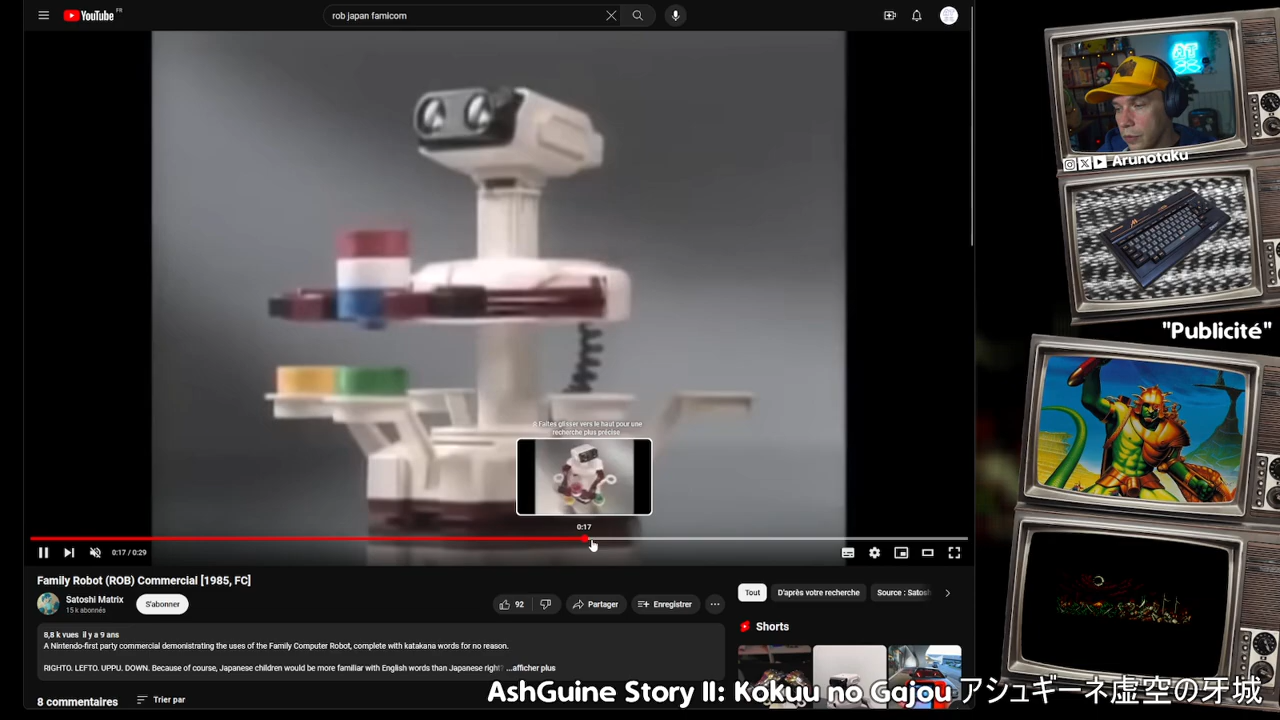 YouTube FR
rob japan famicom
Arunotaku
"Publicité"
Faites glisser vers le haut pour une
recherche plus précise
0:17
0:17 / 0:29
Family Robot (ROB) Commercial [1985, FC]
Satoshi Matrix
15 k abonnés
S'abonner
92
Partager
Enregistrer
Tout
D'après votre recherche
Source : Satosh
Shorts
8,8 k vues il y a 9 ans
A Nintendo-first party commercial demonistrating the uses of the Family Computer Robot, complete with katakana words for no reason.
RIGHTO. LEFTO. UPPU. DOWN. Because of course, Japanese children would be more familiar with English words than Japanese right? ...afficher plus
8 commentaires
Trier par
AshGuine Story II: Kokuu no Gajou アシュギーネ虚空の牙城